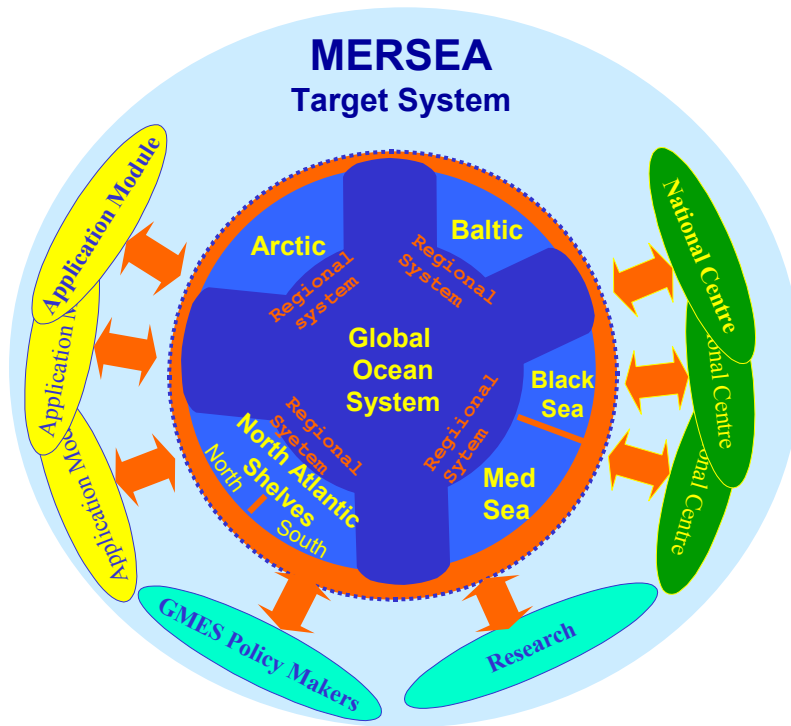 MERSEA
Target System
Application Module
Application M
Application Mod
National Centre
onal Centre
onal Centre
Arctic
Regional
system
Baltic
Regional
System
Global
Ocean
System
Black
Sea
Regiional
Sytem
Med
Sea
Regional
Syetem
North Atlantic
Shelves
North
South
GMES Policy Makers
Research